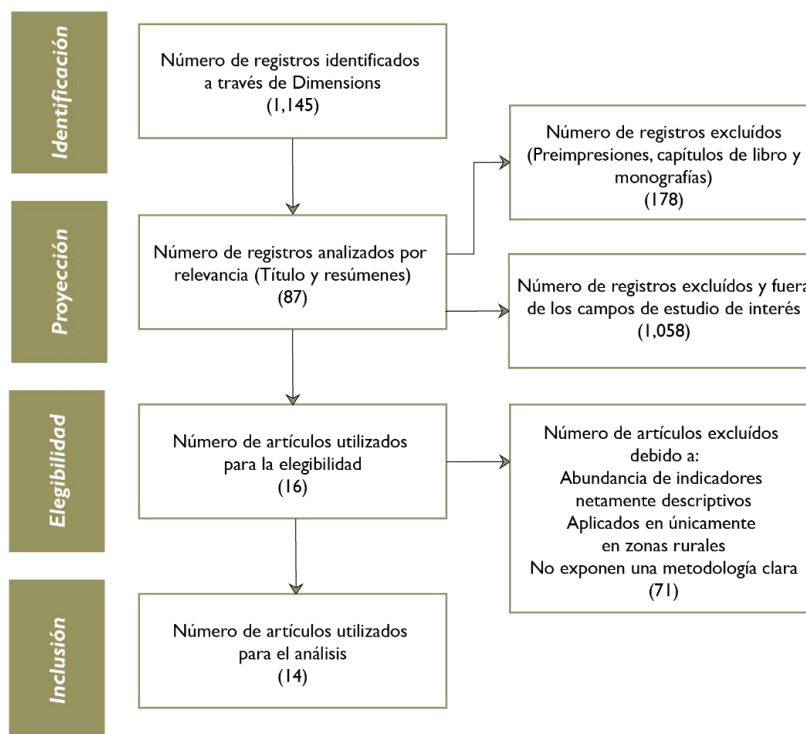 Identificación
Número de registros identificados
a través de Dimensions
(1,145)
Número de registros excluídos
(Preimpresiones, capítulos de libro y
monografías)
(178)
Proyección
Número de registros analizados por
relevancia (Título y resúmenes)
(87)
Número de registros excluídos y fuera
de los campos de estudio de interés
(1,058)
Elegibilidad
Número de artículos utilizados
para la elegibilidad
(16)
Número de artículos excluídos
debido a:
Abundancia de indicadores
netamente descriptivos
Aplicados en únicamente
en zonas rurales
No exponen una metodología clara
(71)
Inclusión
Número de artículos utilizados
para el análisis
(14)